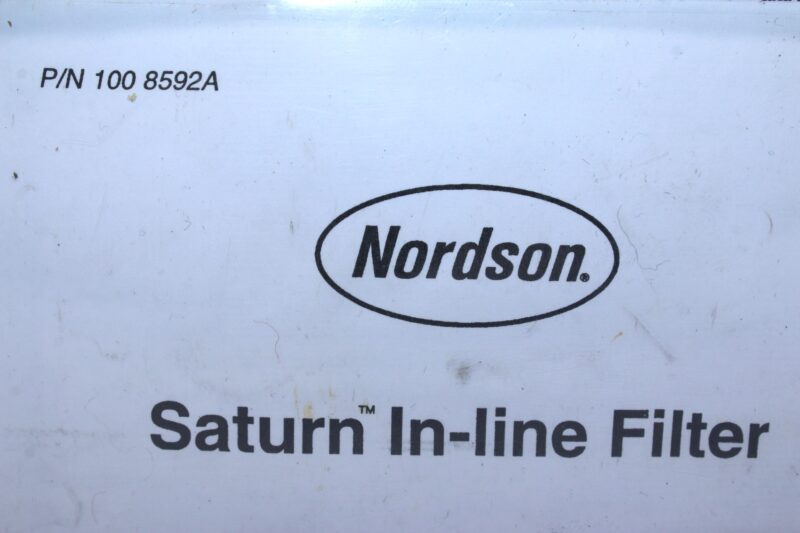 P/N 100 8592A
Nordson®
Saturn™ In-line Filter